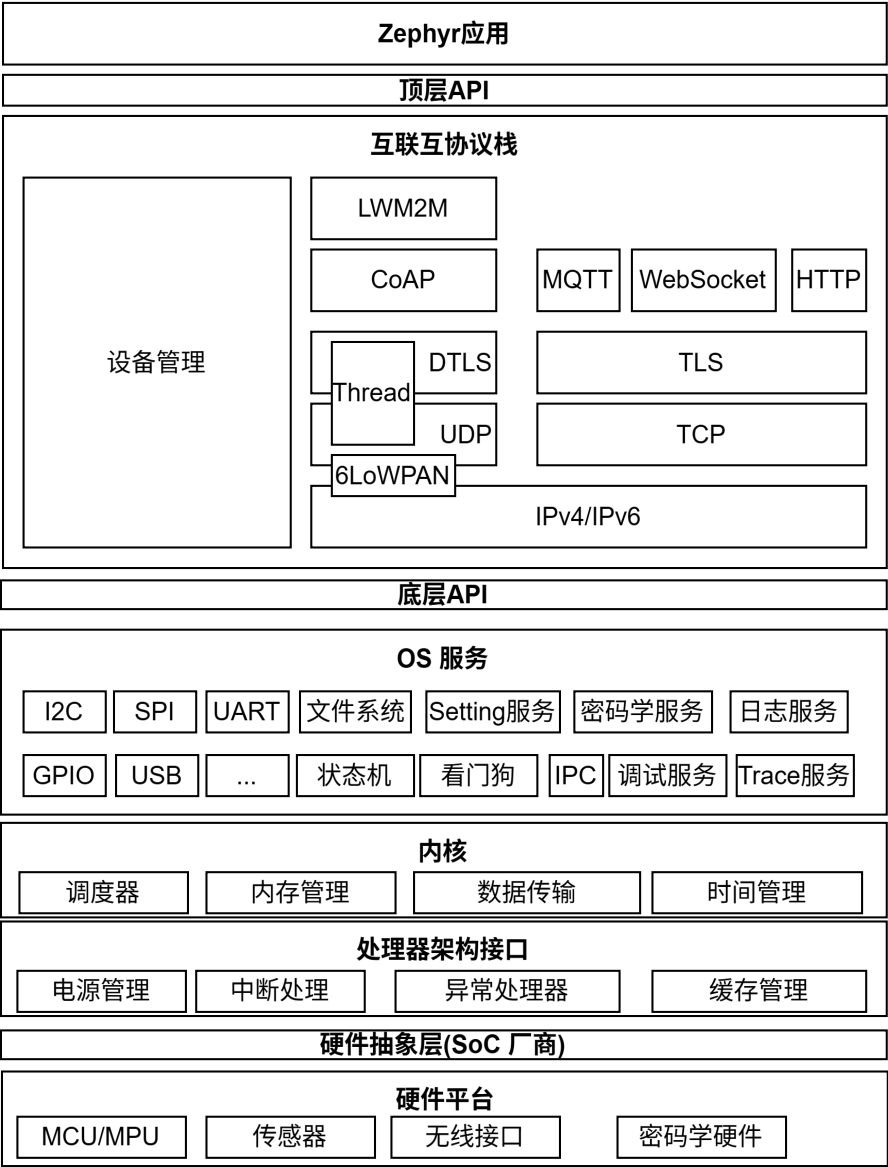 Zephyr应用
顶层API
互联互协议栈
设备管理
LWM2M
CoAP
MQTT WebSocket HTTP
Thread DTLS TLS
UDP TCP
6LoWPAN
IPv4/IPv6
底层API
OS 服务
I2C SPI UART 文件系统 Setting服务 密码学服务 日志服务
GPIO USB ... 状态机 看门狗 IPC 调试服务 Trace服务
内核
调度器 内存管理 数据传输 时间管理
处理器架构接口
电源管理 中断处理 异常处理器 缓存管理
硬件抽象层(SoC 厂商)
硬件平台
MCU/MPU 传感器 无线接口 密码学硬件